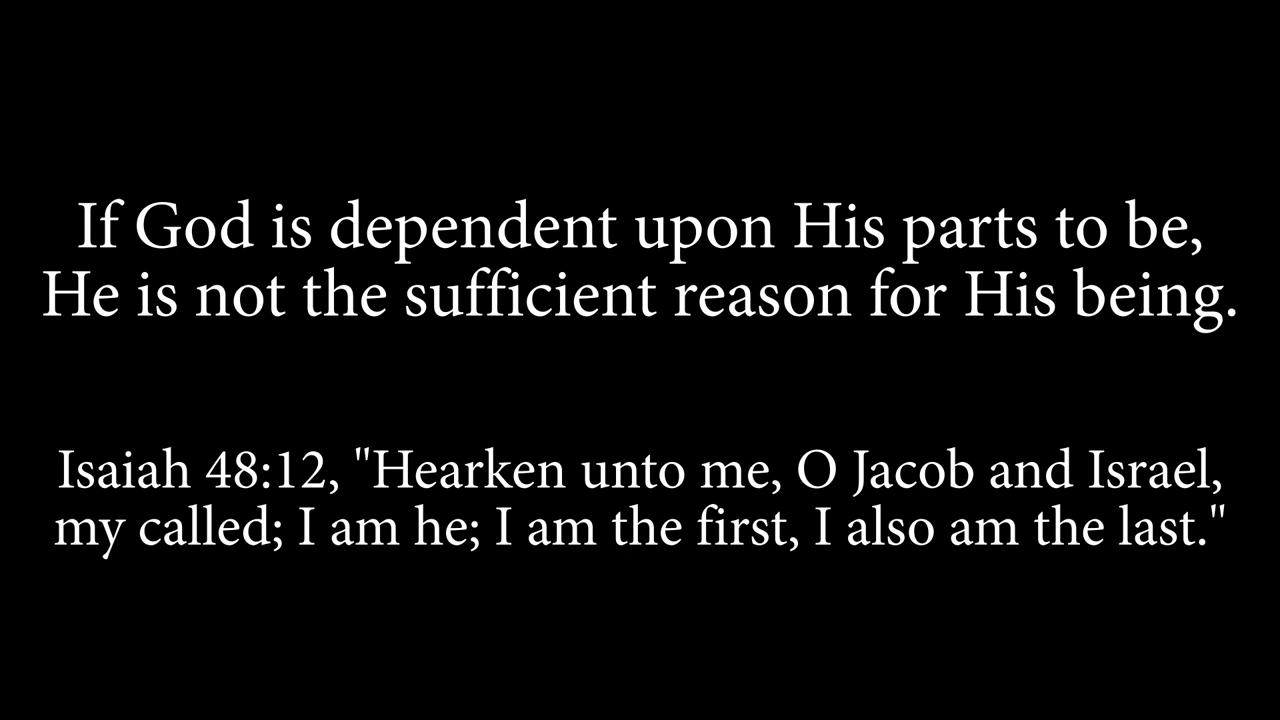 If God is dependent upon His parts to be,
He is not the sufficient reason for His being.
Isaiah 48:12, "Hearken unto me, O Jacob and Israel,
my called; I am he; I am the first, I also am the last."